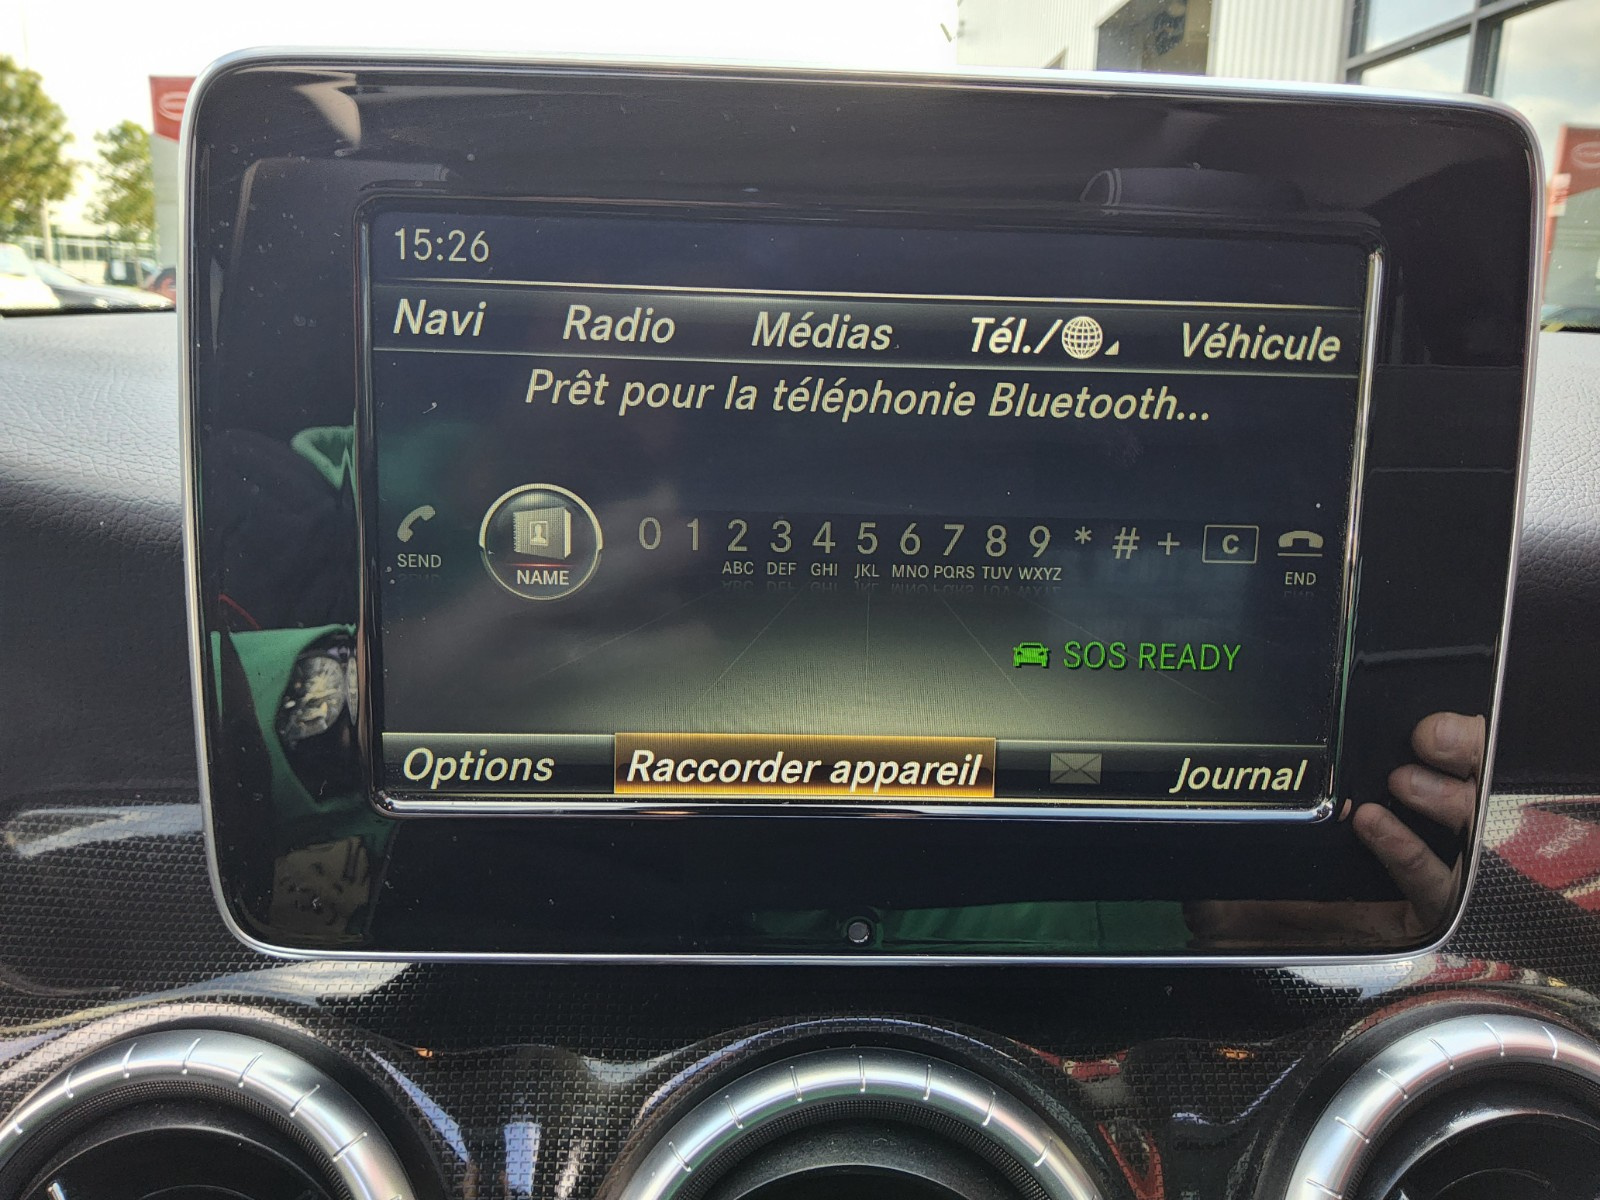 15:26
Navi Radio Médias Tél./ Véhicule
Prêt pour la téléphonie Bluetooth...
SEND NAME 0 1 2 3 4 5 6 7 8 9 * # + C END
ABC DEF GHI JKL MNO PQRS TUV WXYZ
SOS READY
Options Raccorder appareil Journal